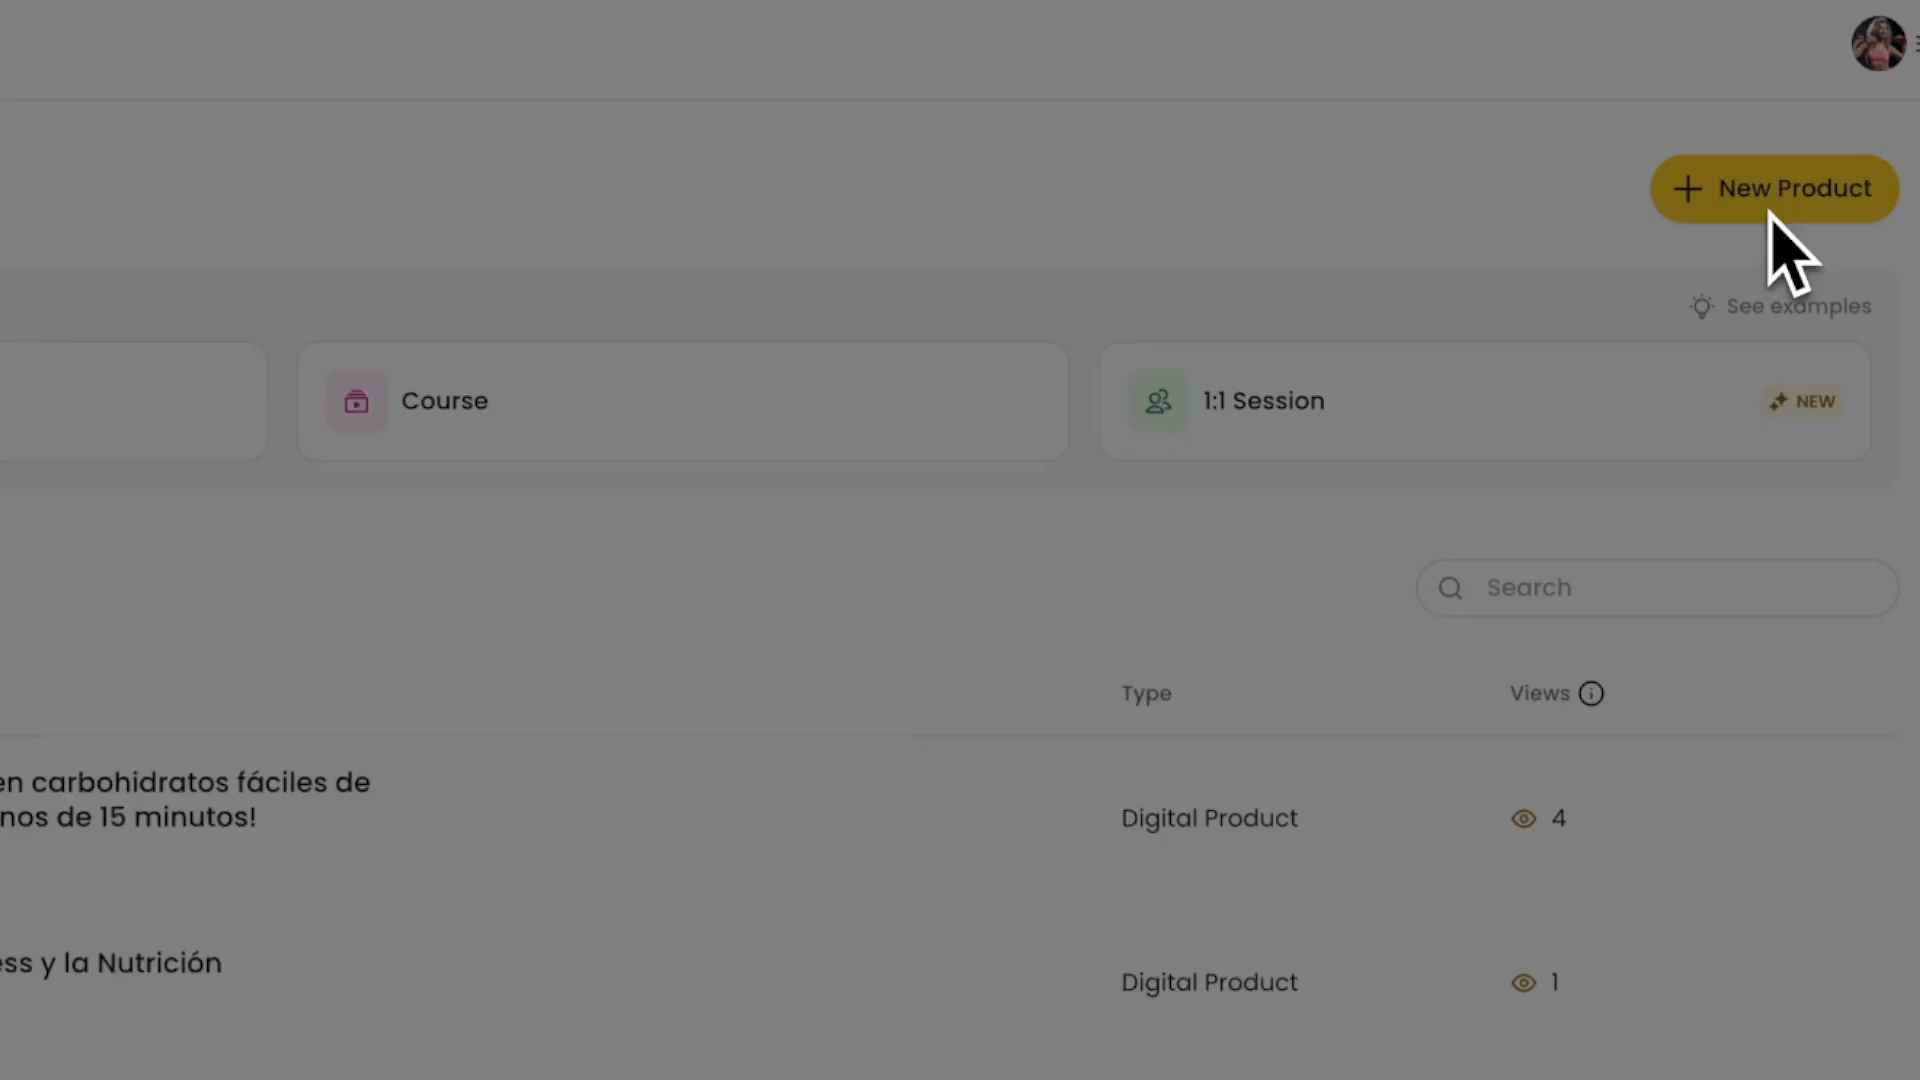 New Product
See examples
Course
1:1 Session
NEW
Search
Type
Views
en carbohidratos fáciles de
nos de 15 minutos!
Digital Product
4
ess y la Nutrición
Digital Product
1